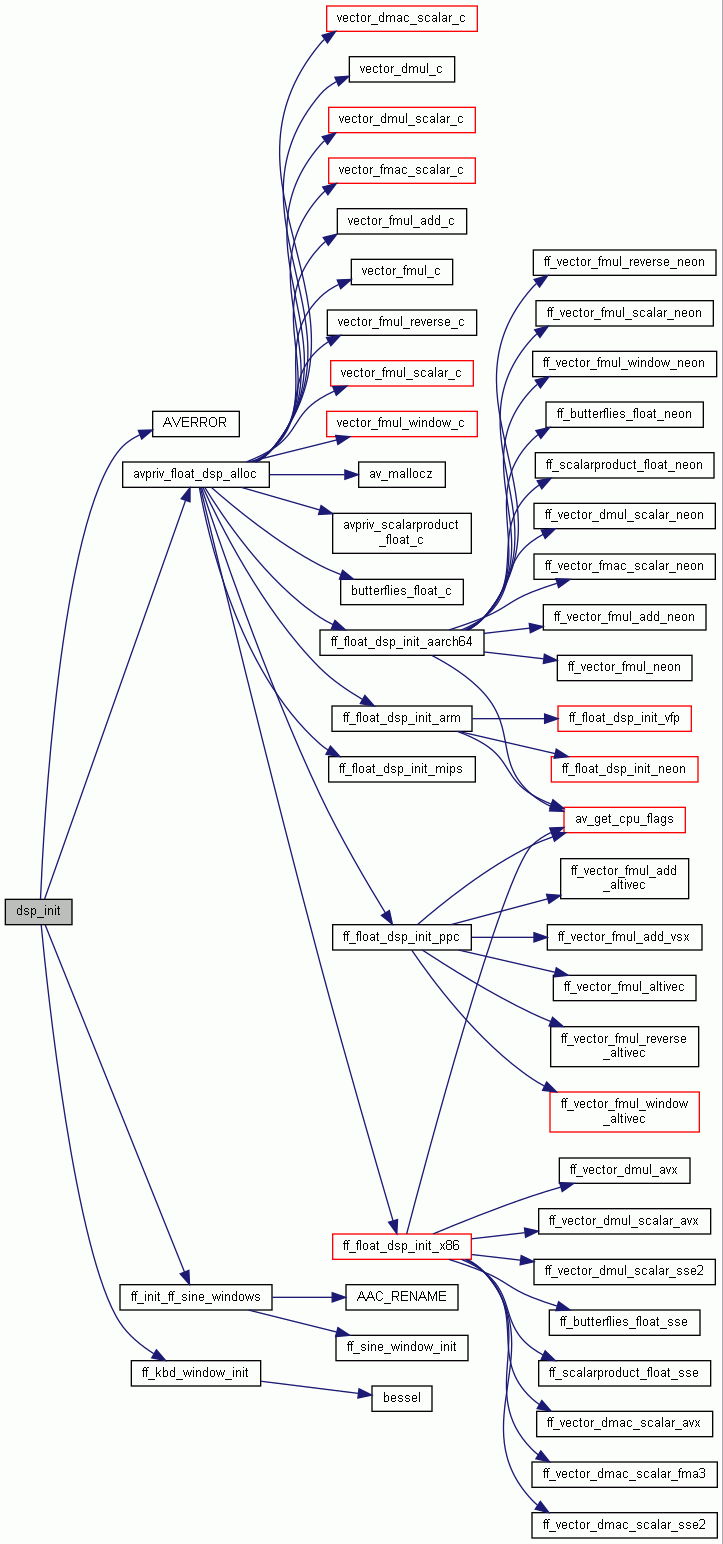 vector_dmac_scalar_c
vector_dmul_c
vector_dmul_scalar_c
vector_fmac_scalar_c
vector_fmul_add_c
vector_fmul_c
vector_fmul_reverse_c
vector_fmul_scalar_c
vector_fmul_window_c
av_mallocz
avpriv_scalarproduct
_float_c
butterflies_float_c
AVERROR
avpriv_float_dsp_alloc
ff_vector_fmul_reverse_neon
ff_vector_fmul_scalar_neon
ff_vector_fmul_window_neon
ff_butterflies_float_neon
ff_scalarproduct_float_neon
ff_vector_dmul_scalar_neon
ff_vector_fmac_scalar_neon
ff_vector_fmul_add_neon
ff_vector_fmul_neon
ff_float_dsp_init_aarch64
ff_float_dsp_init_arm
ff_float_dsp_init_vfp
ff_float_dsp_init_neon
ff_float_dsp_init_mips
av_get_cpu_flags
dsp_init
ff_float_dsp_init_ppc
ff_vector_fmul_add
_altivec
ff_vector_fmul_add_vsx
ff_vector_fmul_altivec
ff_vector_fmul_reverse
_altivec
ff_vector_fmul_window
_altivec
ff_float_dsp_init_x86
ff_vector_dmul_avx
ff_vector_dmul_scalar_avx
ff_vector_dmul_scalar_sse2
ff_butterflies_float_sse
ff_scalarproduct_float_sse
ff_vector_dmac_scalar_avx
ff_vector_dmac_scalar_fma3
ff_vector_dmac_scalar_sse2
ff_init_ff_sine_windows
AAC_RENAME
ff_sine_window_init
ff_kbd_window_init
bessel